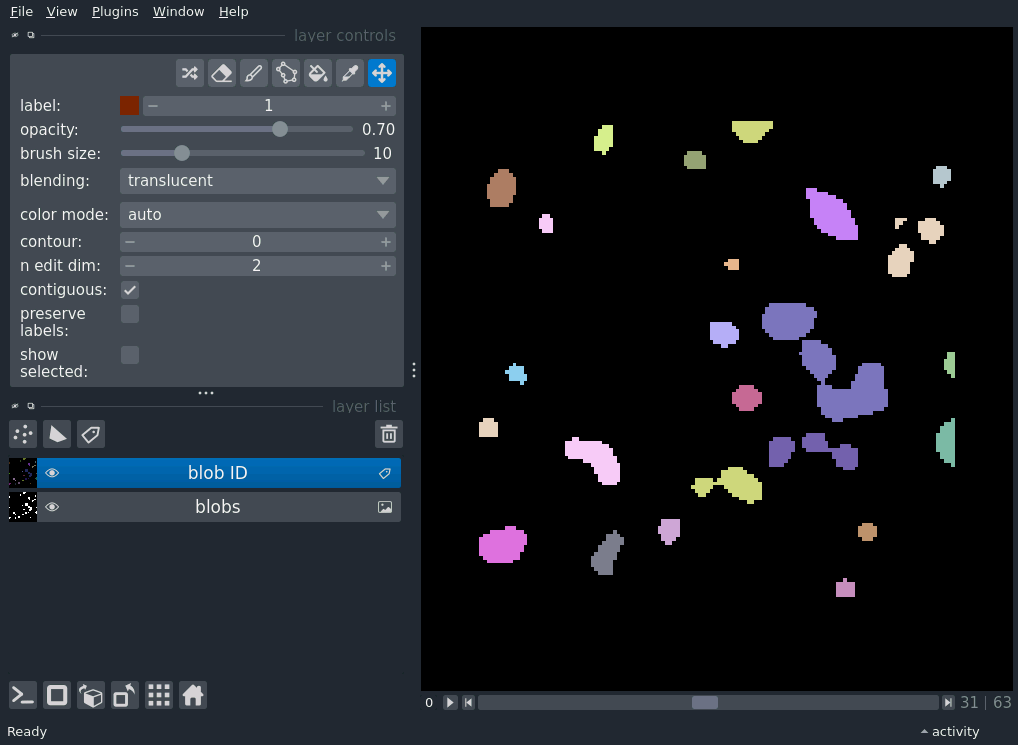 File View Plugins Window Help
layer controls
label: 1
opacity: 0.70
brush size: 10
blending: translucent
color mode: auto
contour: 0
n edit dim: 2
contiguous:
preserve
labels:
show
selected:
layer list
blob ID
blobs
0 31 | 63
Ready activity